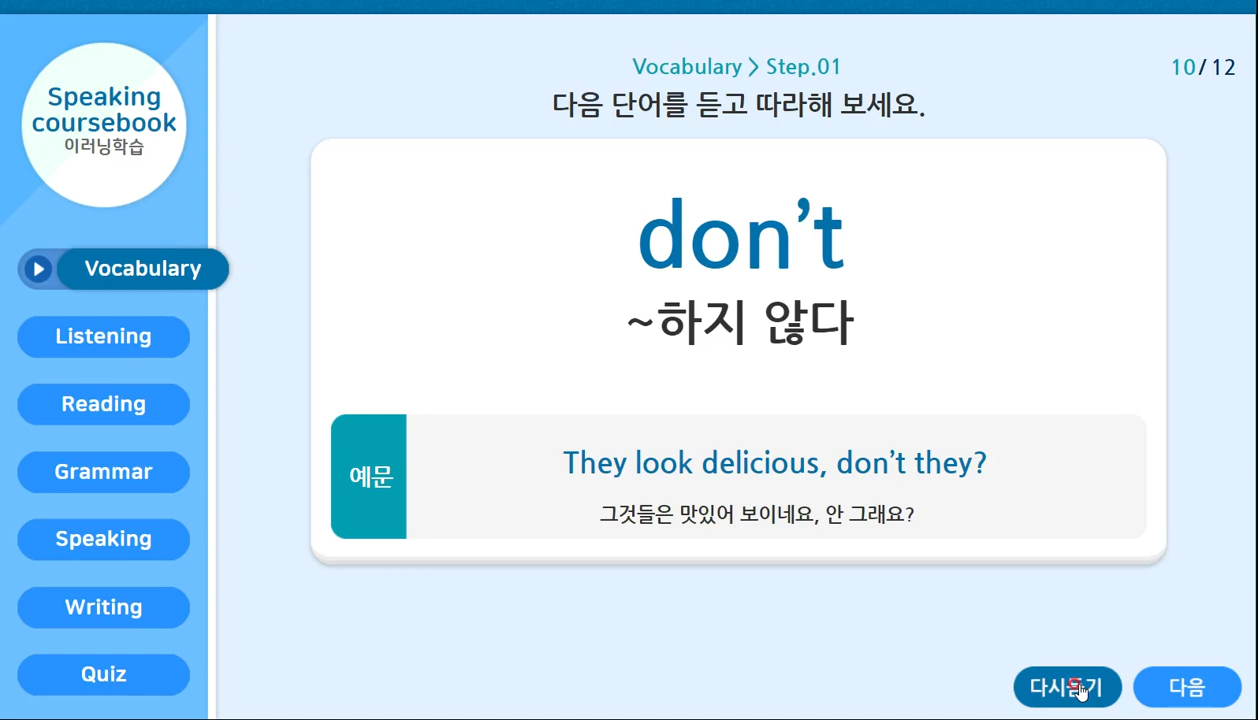 Speaking
coursebook
이러닝학습
Vocabulary
Listening
Reading
Grammar
Speaking
Writing
Quiz
Vocabulary > Step.01
10/12
다음 단어를 듣고 따라해 보세요.
don’t
~하지 않다
예문
They look delicious, don’t they?
그것들은 맛있어 보이네요, 안 그래요?
다시듣기
다음